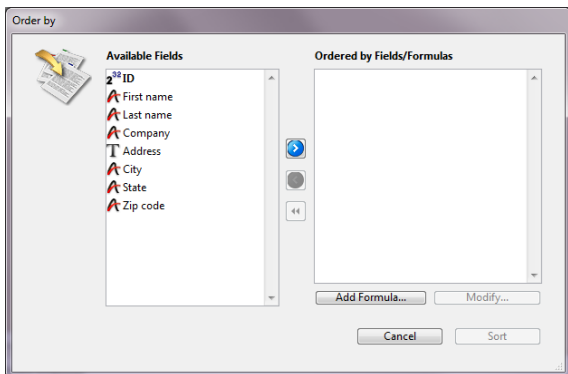 Order by
Available Fields
Ordered by Fields/Formulas
2³² ID
First name
Last name
Company
T Address
City
State
Zip code
Add Formula...
Modify...
Cancel
Sort